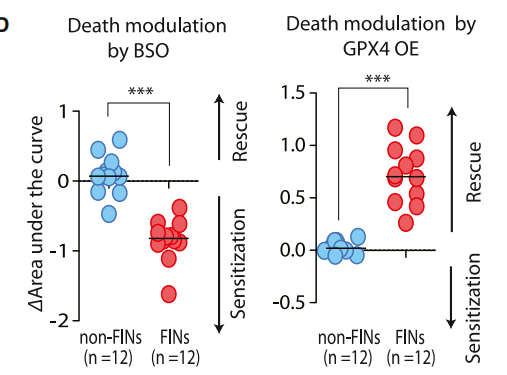 b
Death modulation
by BSO
***
ΔArea under the curve
1
0
-1
-2
Rescue
Sensitization
non-FINs
(n =12)
FINs
(n =12)
Death modulation by
GPX4 OE
***
1.5
1.0
0.5
0.0
-0.5
Rescue
Sensitization
non-FINs
(n =12)
FINs
(n =12)